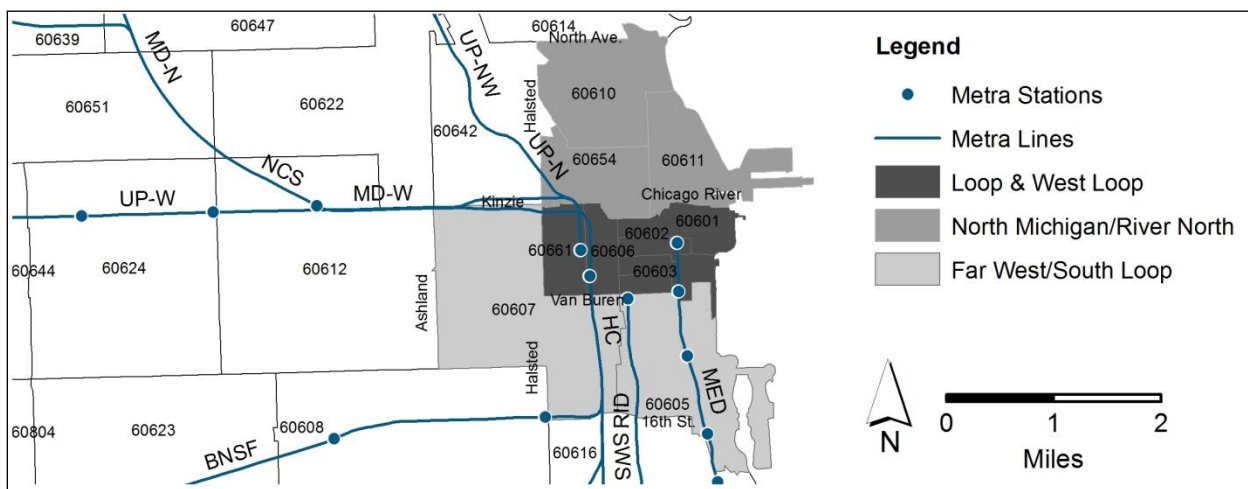 60614
60647
60639
North Ave.
MD-N
UP-NW
60610
60651
60622
Halsted
60642
UP-N
60654
60611
NCS
UP-W
MD-W
Kinzie
Chicago River
60601
60602
60661
60606
60603
60644
60624
60612
Van Buren
60607
Ashland
HC
Halsted
MED
60605
16th St.
60804
60623
60608
BNSF
60616
RID
SWS
Legend
Metra Stations
Metra Lines
Loop & West Loop
North Michigan/River North
Far West/South Loop
N
0 1 2
Miles